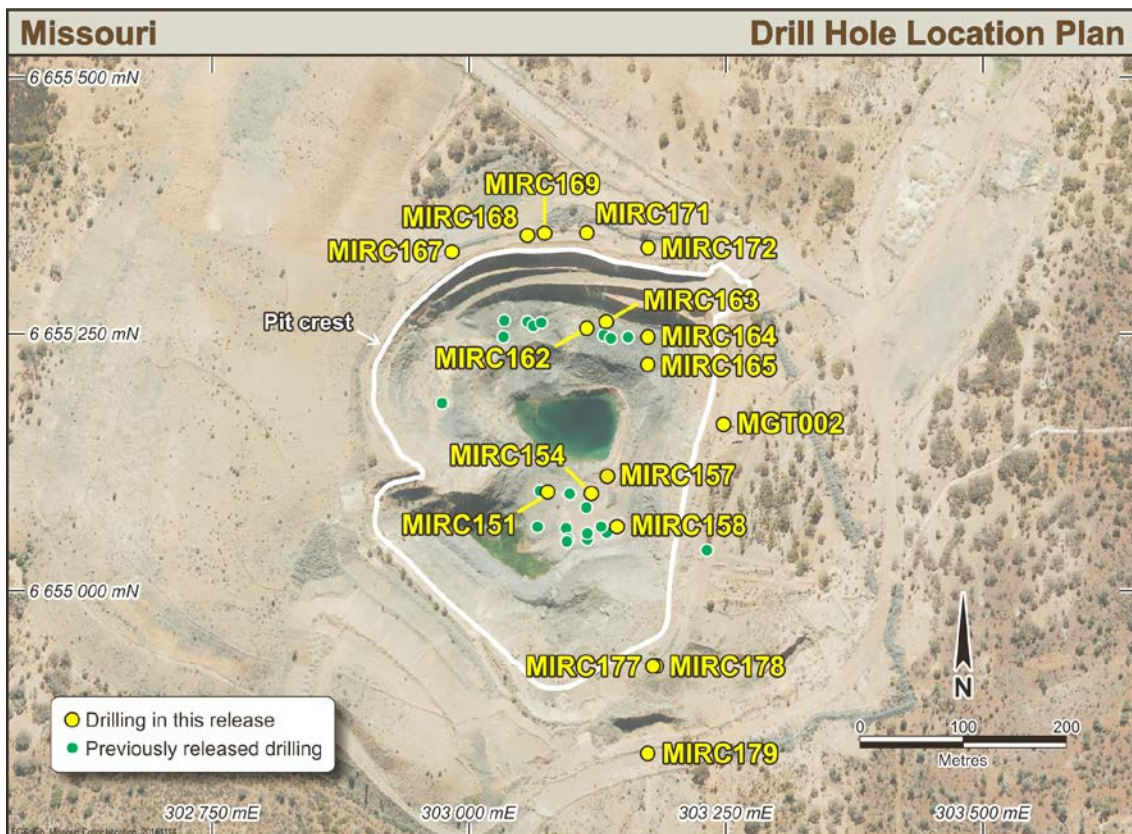 Missouri
Drill Hole Location Plan
6 655 500 mN
MIRC169
MIRC168
MIRC171
MIRC167
MIRC172
MIRC163
Pit crest
6 655 250 mN
MIRC164
MIRC162
MIRC165
MGT002
MIRC154
MIRC157
MIRC151
MIRC158
6 655 000 mN
MIRC177
MIRC178
N
Drilling in this release
Previously released drilling
0
100
200
Metres
MIRC179
302 750 mE
303 000 mE
303 250 mE
303 500 mE